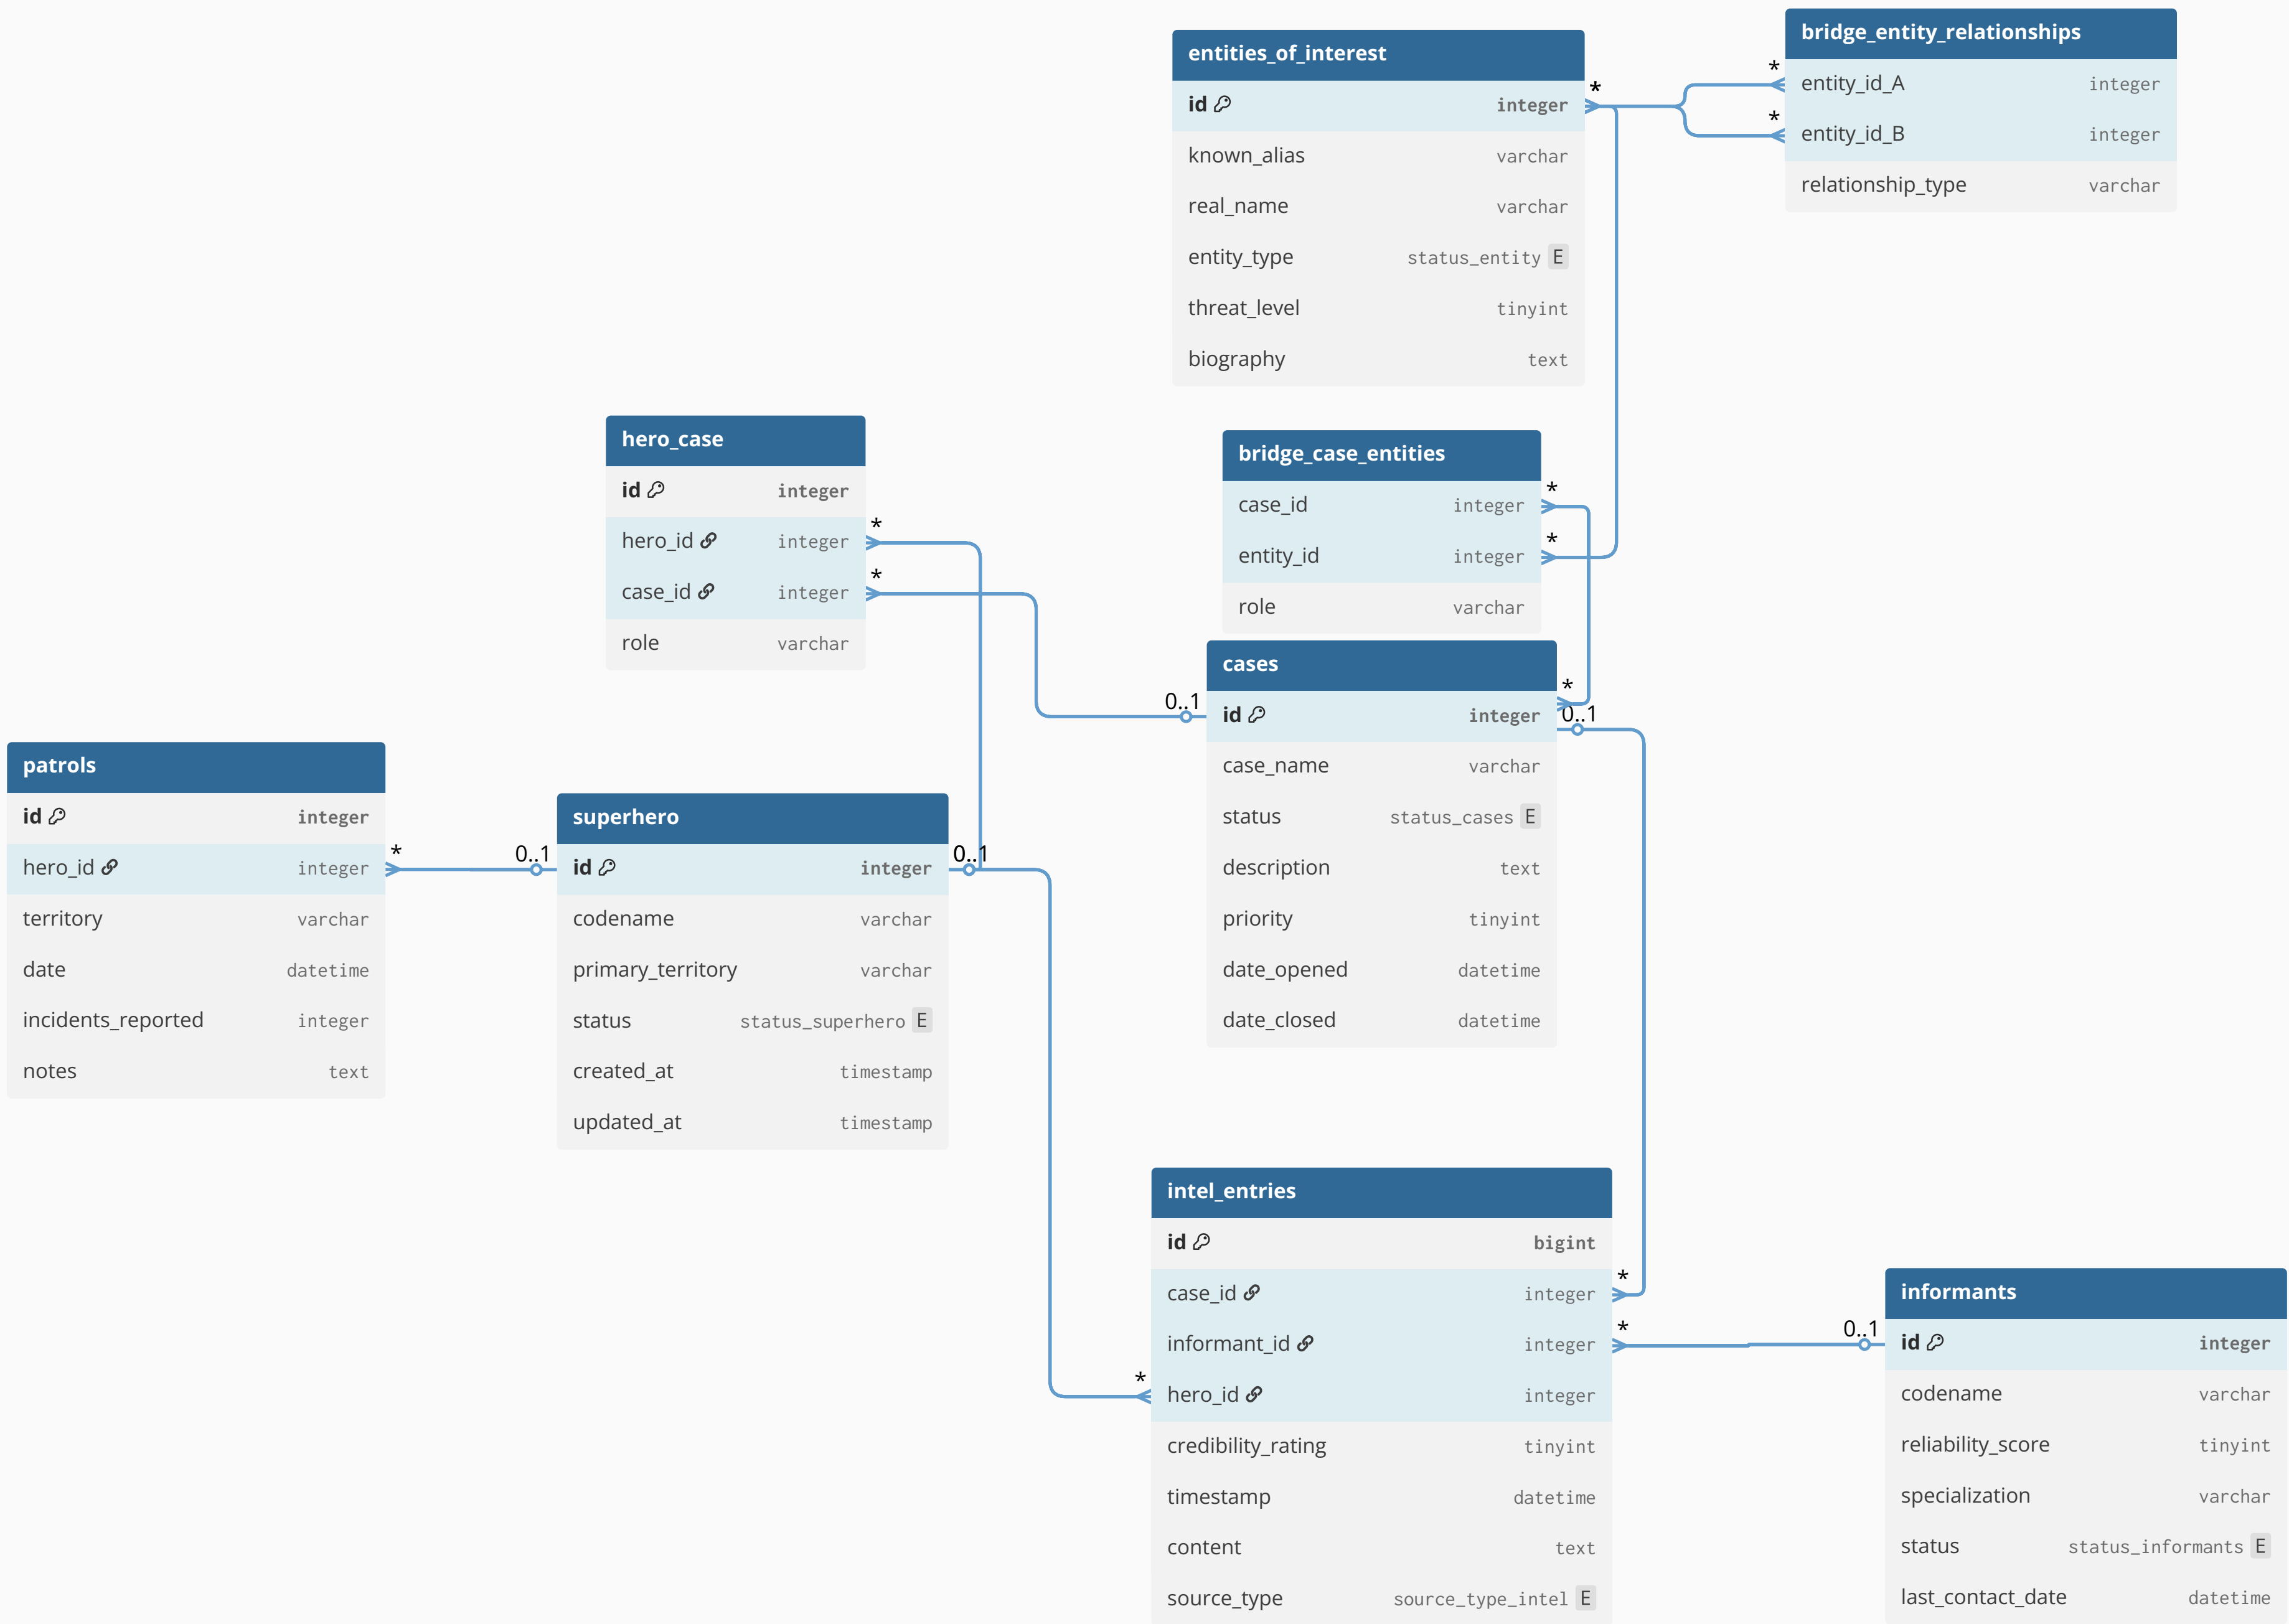 entities_of_interest
id integer
known_alias varchar
real_name varchar
entity_type status_entity E
threat_level tinyint
biography text
*
bridge_entity_relationships
entity_id_A integer
entity_id_B integer
relationship_type varchar
*
*
hero_case
id integer
hero_id integer
case_id integer
role varchar
*
*
bridge_case_entities
case_id integer
entity_id integer
role varchar
*
*
cases
id integer
case_name varchar
status status_cases E
description text
priority tinyint
date_opened datetime
date_closed datetime
0..1
*
0..1
patrols
id integer
hero_id integer
territory varchar
date datetime
incidents_reported integer
notes text
*
0..1
superhero
id integer
codename varchar
primary_territory varchar
status status_superhero E
created_at timestamp
updated_at timestamp
0..1
intel_entries
id bigint
case_id integer
informant_id integer
hero_id integer
credibility_rating tinyint
timestamp datetime
content text
source_type source_type_intel E
*
*
*
0..1
informants
id integer
codename varchar
reliability_score tinyint
specialization varchar
status status_informants E
last_contact_date datetime